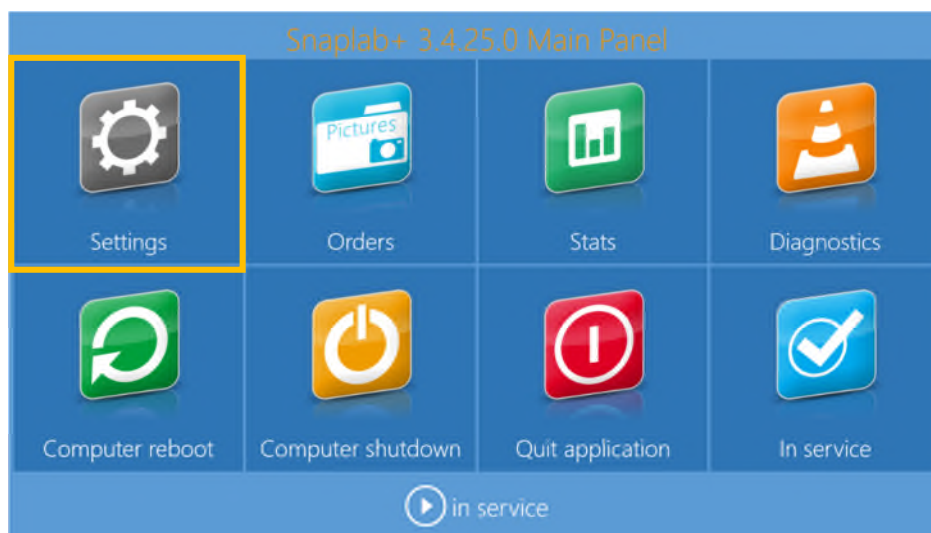 Snaplab+ 3.4.25.0 Main Panel
Pictures
Settings
Orders
Stats
Diagnostics
Computer reboot
Computer shutdown
Quit application
In service
in service